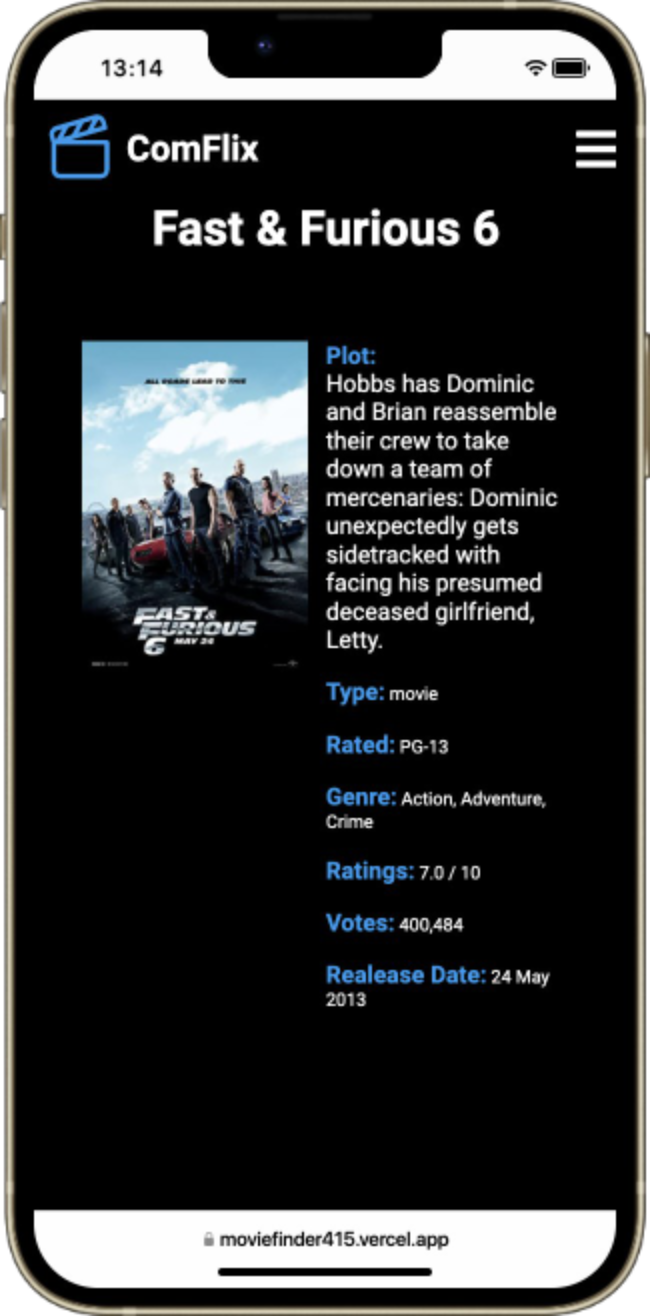 13:14
ComFlix
Fast & Furious 6
ALL ROADS LEAD TO THIS
FAST &
FURIOUS
6 MAY 24
Plot:
Hobbs has Dominic
and Brian reassemble
their crew to take
down a team of
mercenaries: Dominic
unexpectedly gets
sidetracked with
facing his presumed
deceased girlfriend,
Letty.
Type: movie
Rated: PG-13
Genre: Action, Adventure,
Crime
Ratings: 7.0 / 10
Votes: 400,484
Realease Date: 24 May
2013
moviefinder415.vercel.app